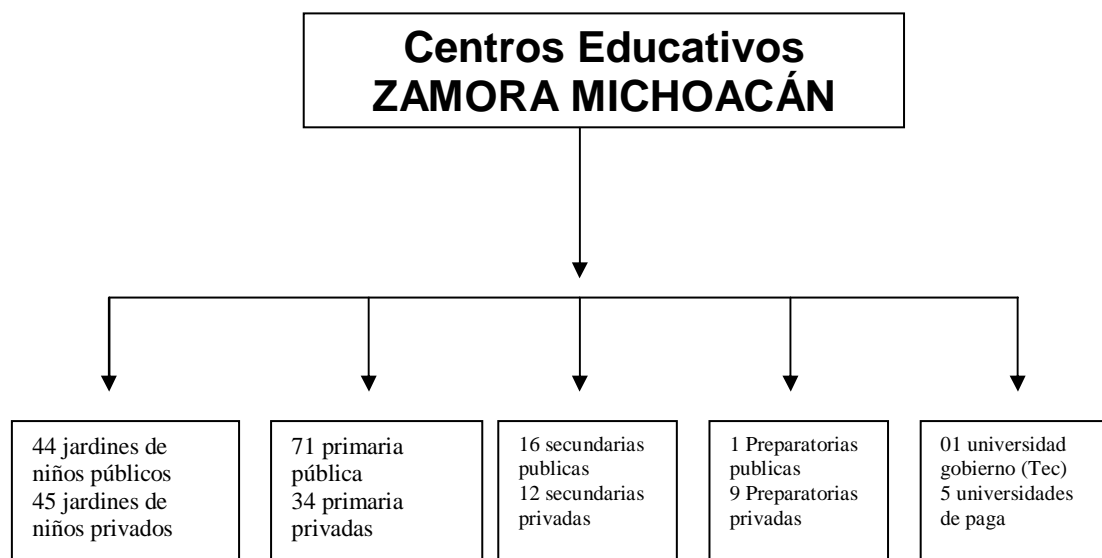 Centros Educativos
ZAMORA MICHOACÁN
44 jardines de
niños públicos
45 jardines de
niños privados
71 primaria
pública
34 primaria
privadas
16 secundarias
publicas
12 secundarias
privadas
1 Preparatorias
publicas
9 Preparatorias
privadas
01 universidad
gobierno (Tec)
5 universidades
de paga